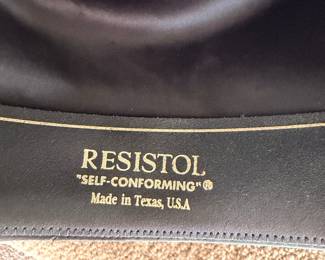 RESISTOL
"SELF-CONFORMING"®
Made in Texas, U.S.A